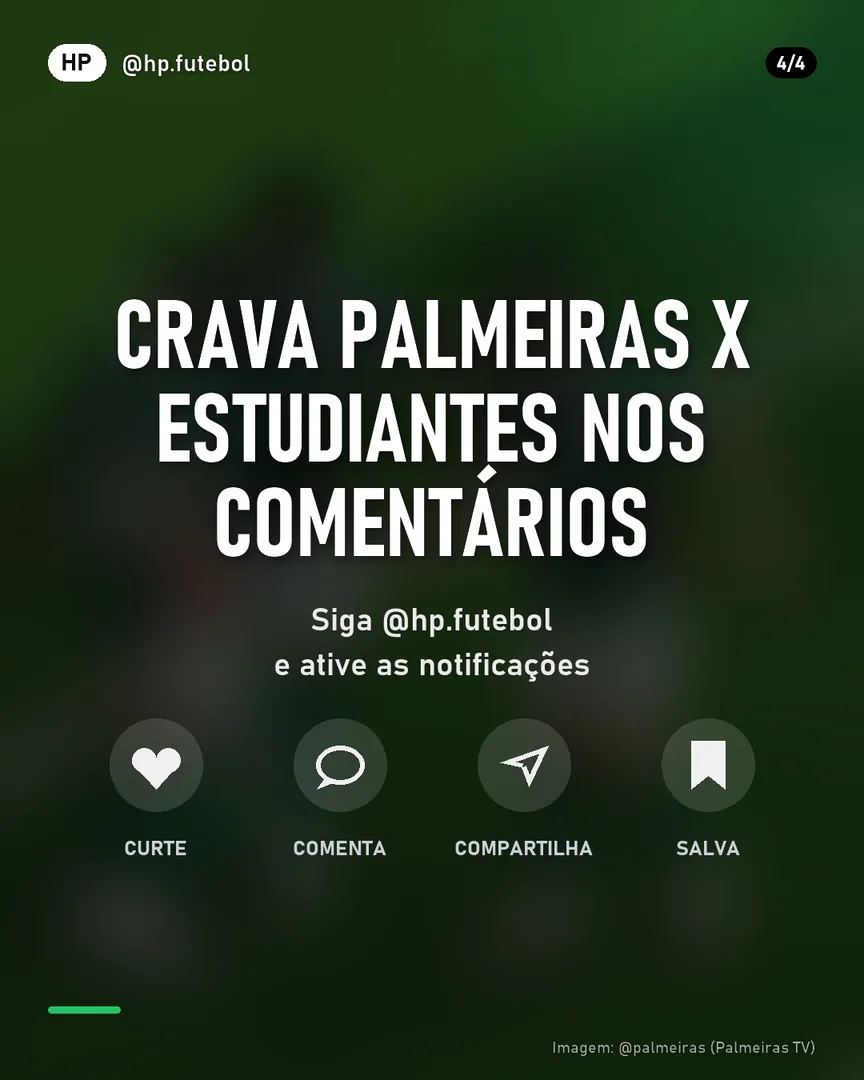 HP @hp.futebol 4/4
CRAVA PALMEIRAS X
ESTUDIANTES NOS
COMENTÁRIOS
Siga @hp.futebol
e ative as notificações
CURTE COMENTA COMPARTILHA SALVA
Imagem: @palmeiras (Palmeiras TV)